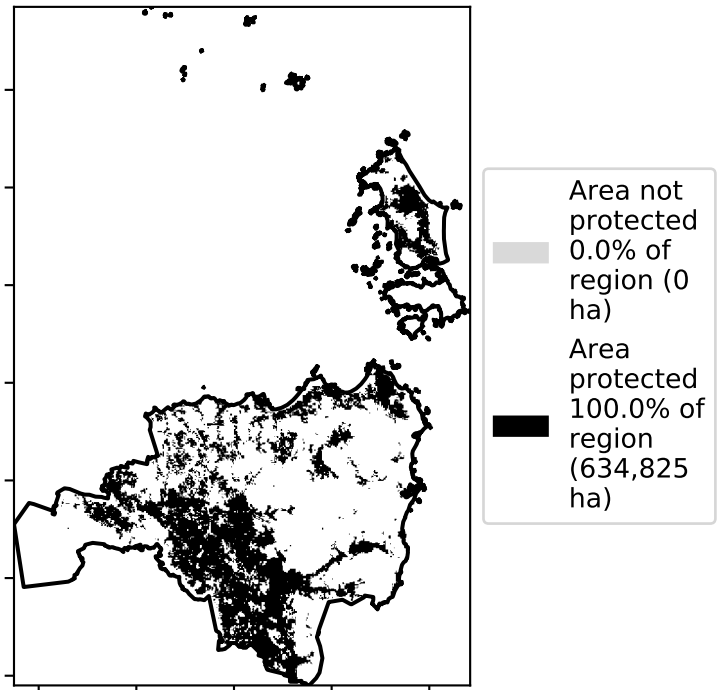 Area not
protected
0.0% of
region (0
ha)
Area
protected
100.0% of
region
(634,825
ha)